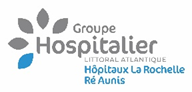 Groupe
Hospitalier
LITTORAL ATLANTIQUE
Hôpitaux La Rochelle
Ré Aunis